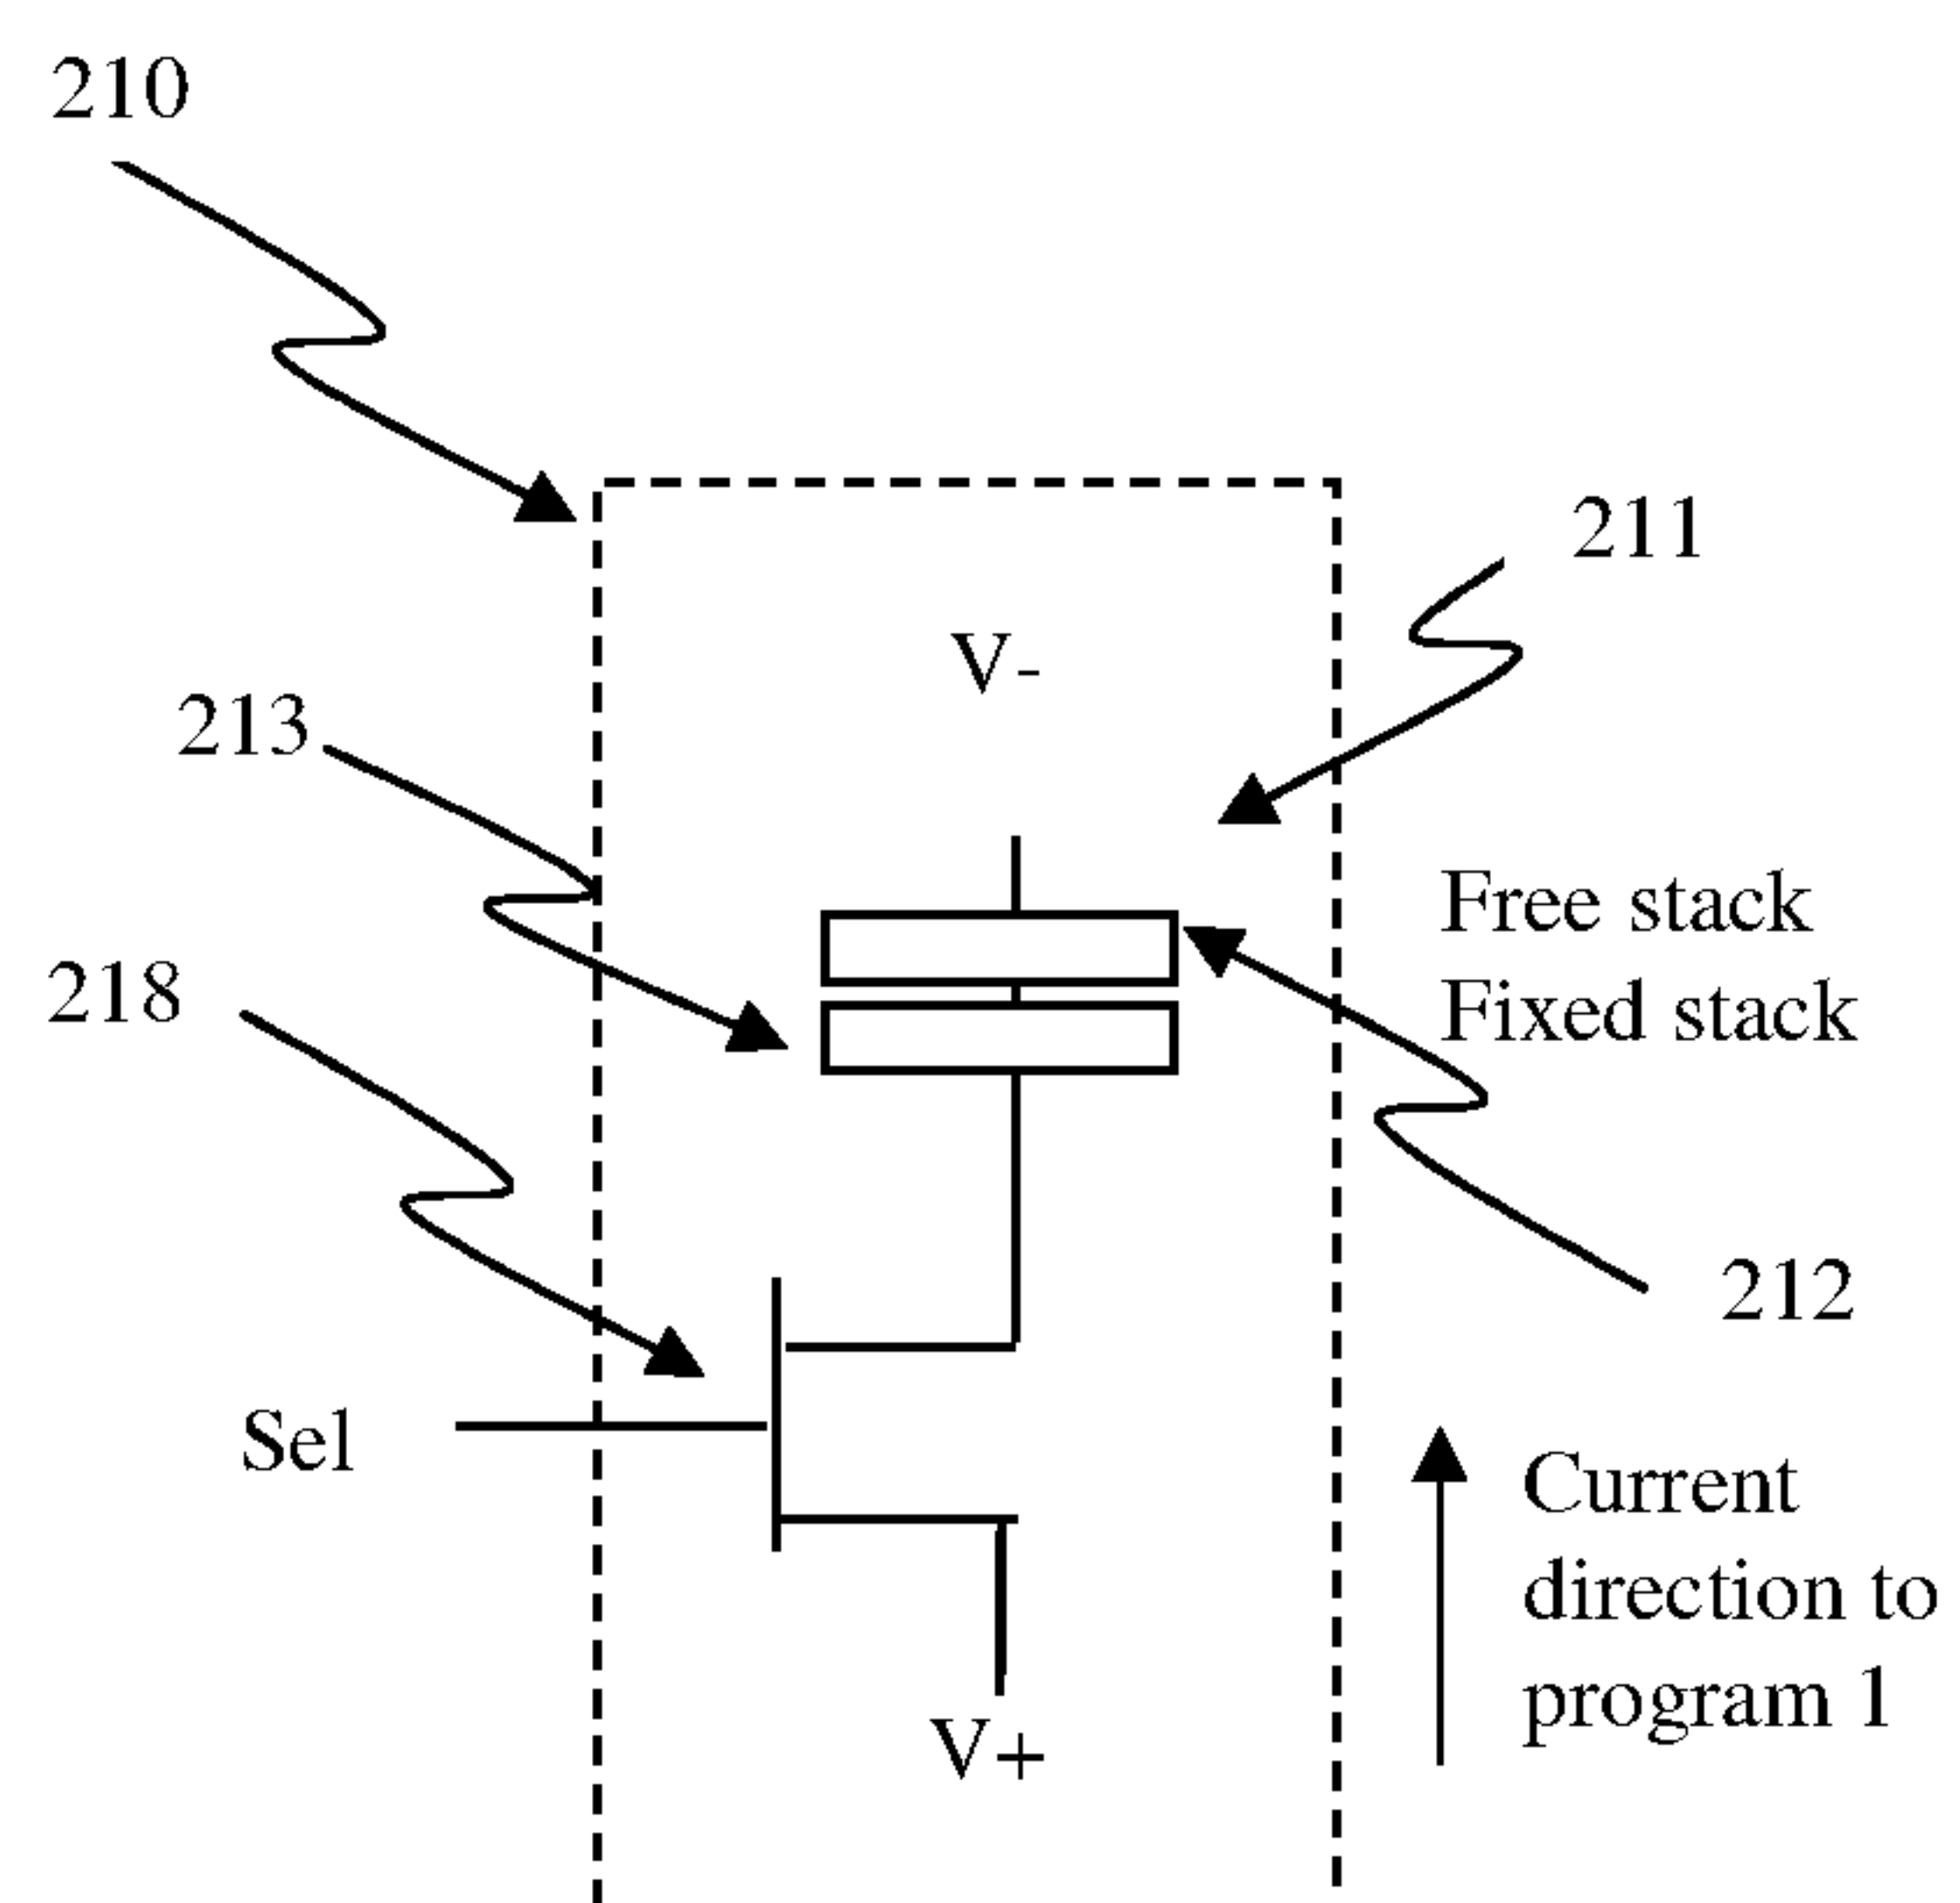 210
211
V-
213
Free stack
218
Fixed stack
212
Sel
Current
direction to
program 1
V+